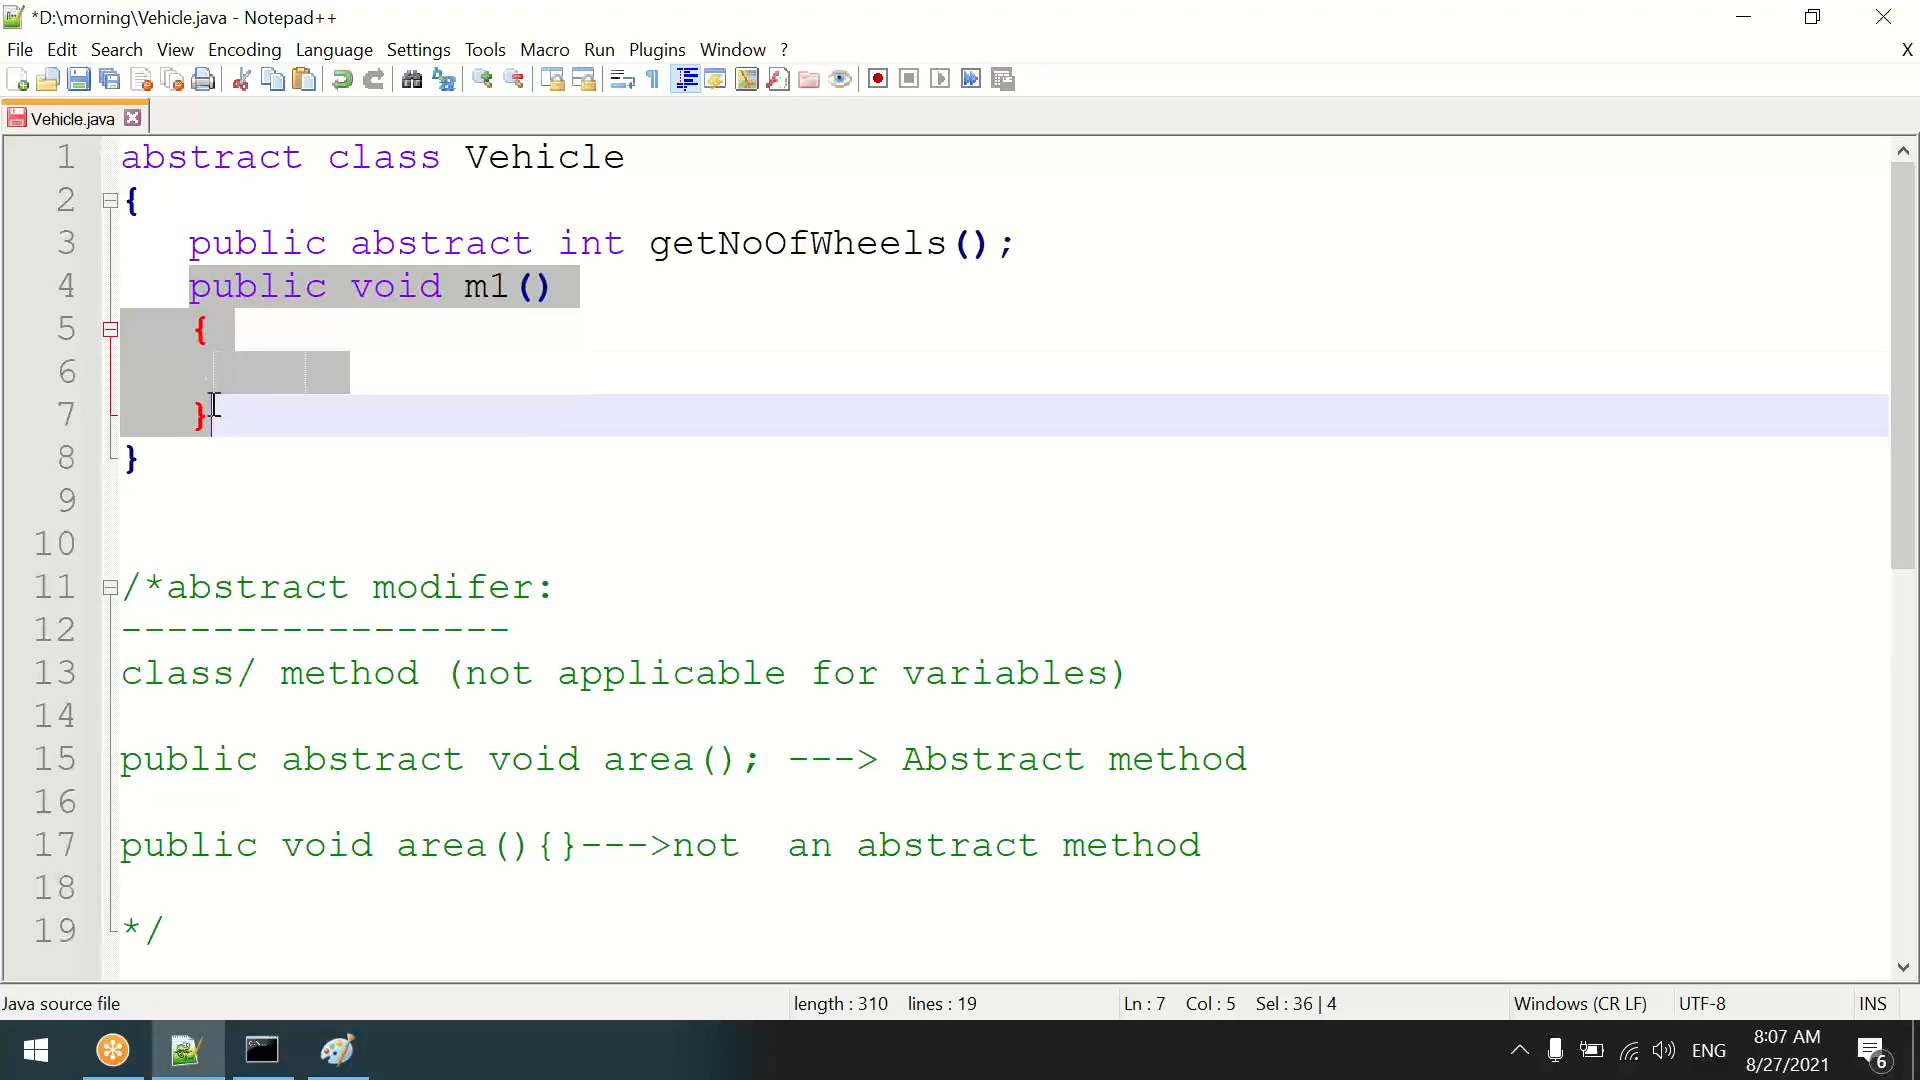 *D:\morning\Vehicle.java - Notepad++
File Edit Search View Encoding Language Settings Tools Macro Run Plugins Window ? X
Vehicle.java
1 abstract class Vehicle
2 {
3 public abstract int getNoOfWheels();
4 public void m1()
5 {
6
7 }
8 }
9
10
11 /*abstract modifer:
12 -----------------
13 class/ method (not applicable for variables)
14
15 public abstract void area(); ---> Abstract method
16
17 public void area(){}--->not  an abstract method
18
19 */
Java source file length : 310 lines : 19 Ln : 7 Col : 5 Sel : 36 | 4 Windows (CR LF) UTF-8 INS
ENG 8:07 AM
8/27/2021 6